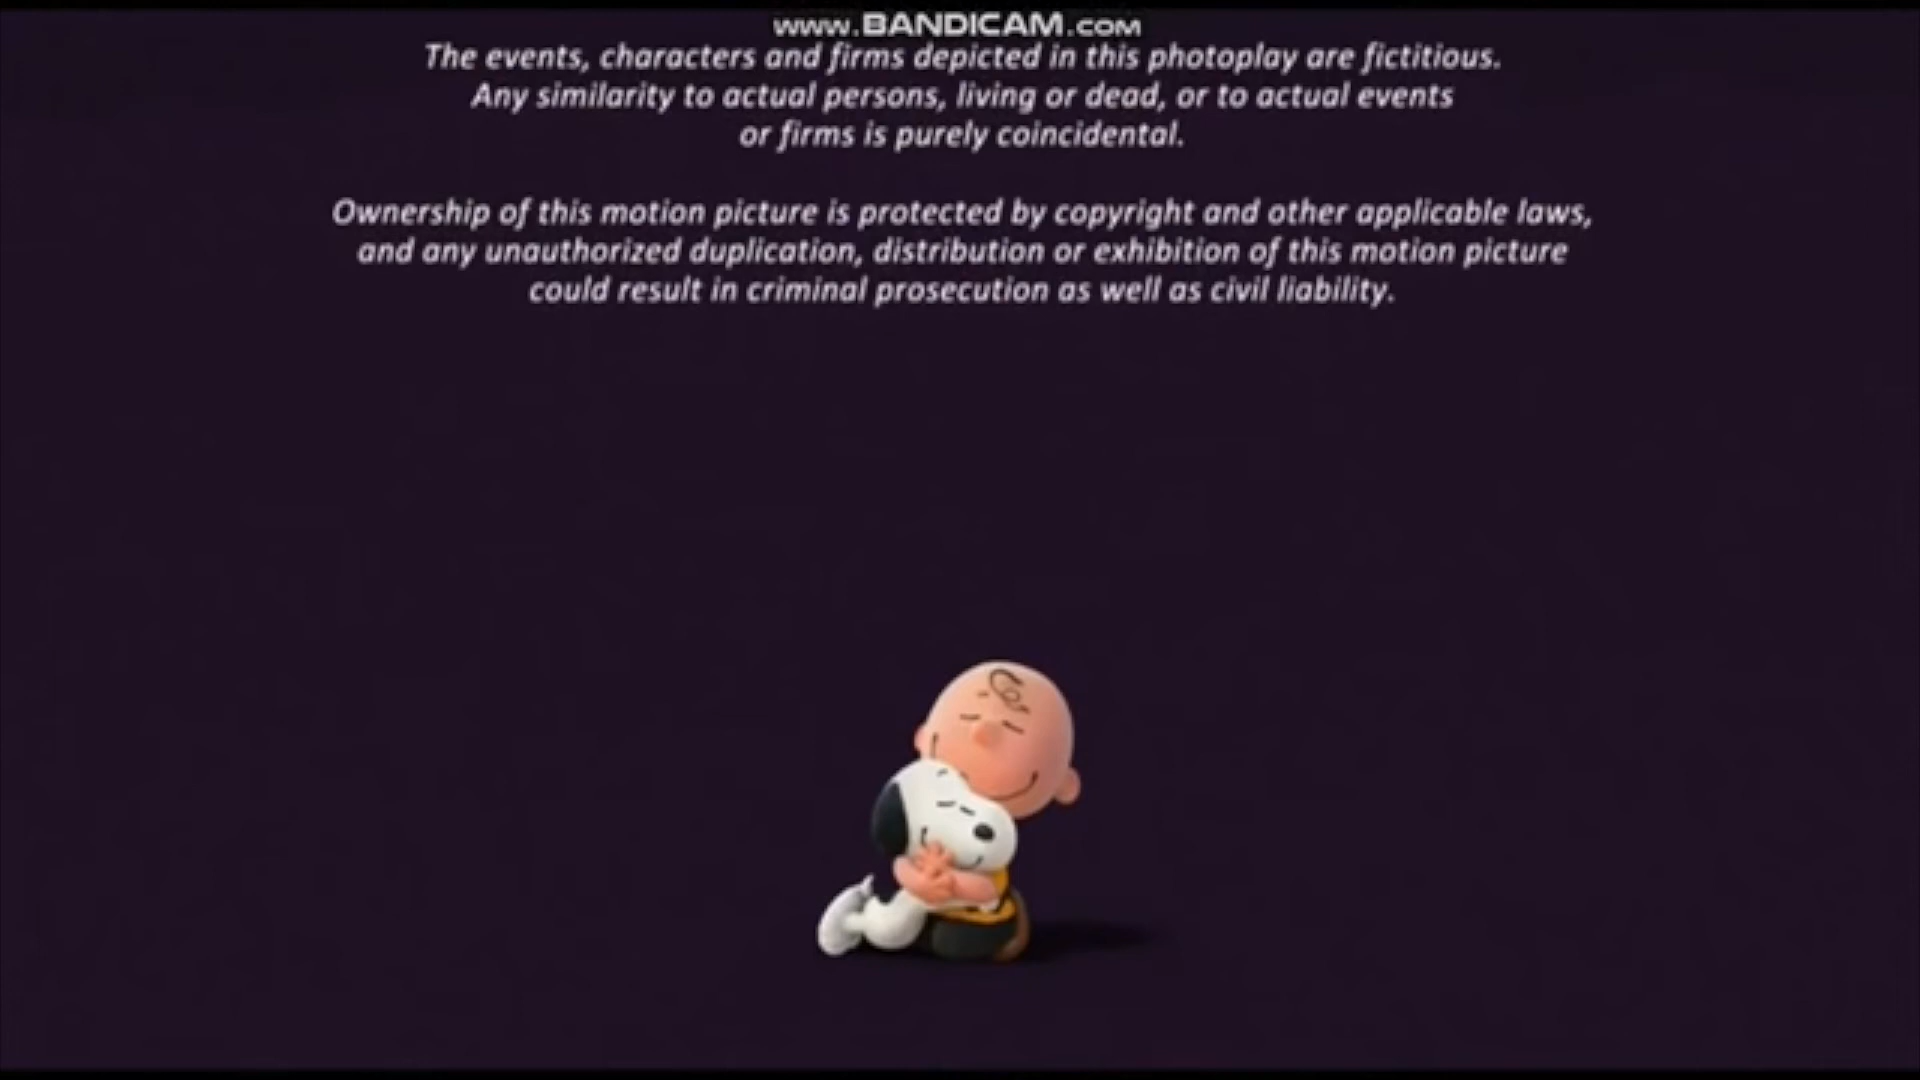 www.BANDICAM.COM
The events, characters and firms depicted in this photoplay are fictitious.
Any similarity to actual persons, living or dead, or to actual events
or firms is purely coincidental.
Ownership of this motion picture is protected by copyright and other applicable laws,
and any unauthorized duplication, distribution or exhibition of this motion picture
could result in criminal prosecution as well as civil liability.